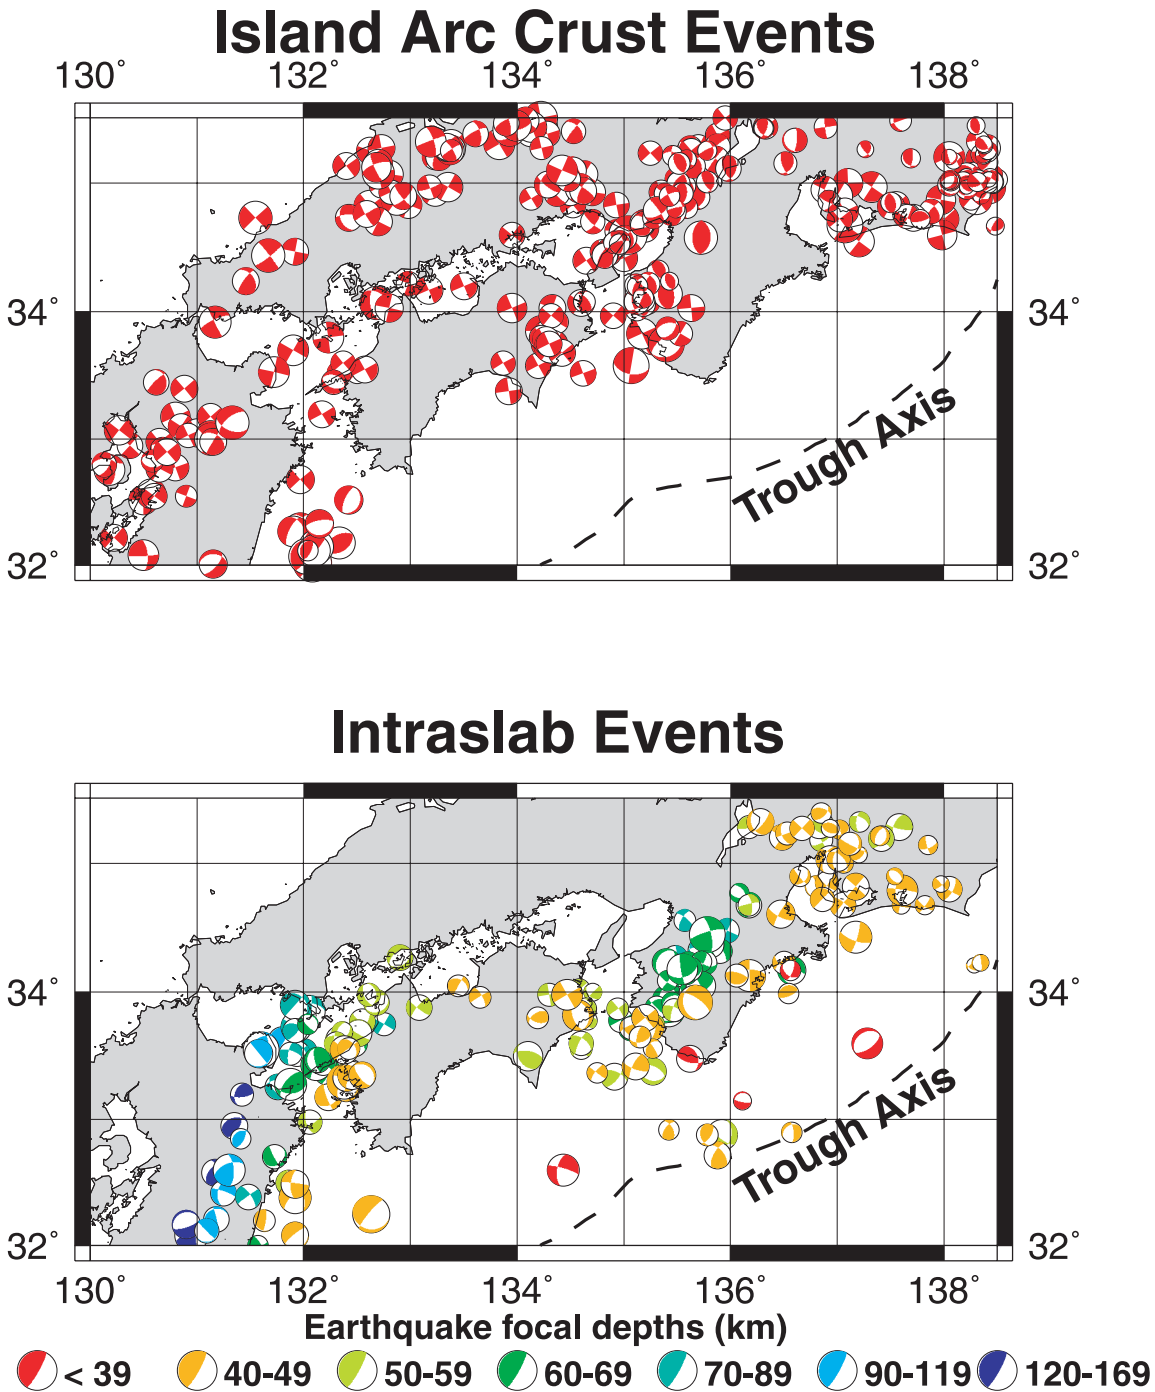 Island Arc Crust Events
130° 132° 134° 136° 138°
34° 34°
Trough Axis
32° 32°
Intraslab Events
34° 34°
Trough Axis
32° 32°
130° 132° 134° 136° 138°
Earthquake focal depths (km)
< 39 40-49 50-59 60-69 70-89 90-119 120-169